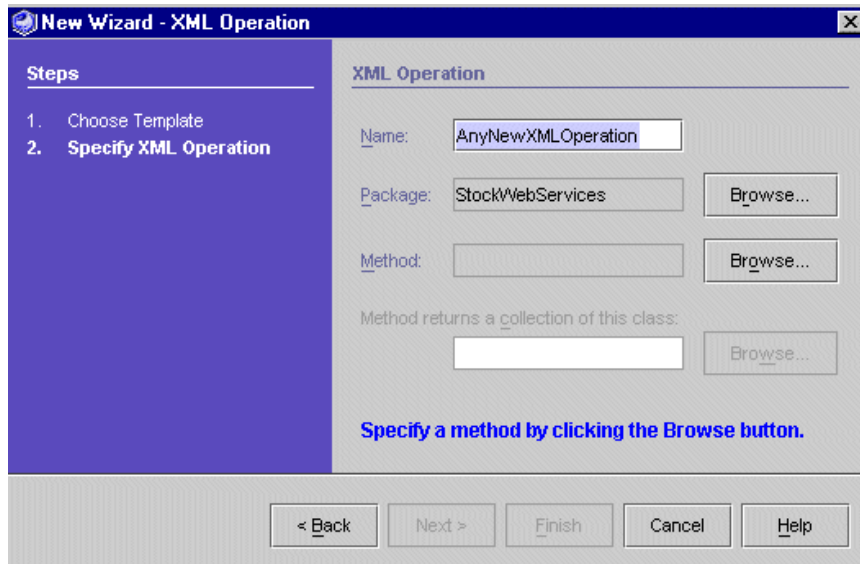 New Wizard - XML Operation
Steps
1. Choose Template
2. Specify XML Operation
XML Operation
Name: AnyNewXMLOperation
Package: StockWebServices Browse...
Method: Browse...
Method returns a collection of this class:
Browse...
Specify a method by clicking the Browse button.
< Back Next > Finish Cancel Help